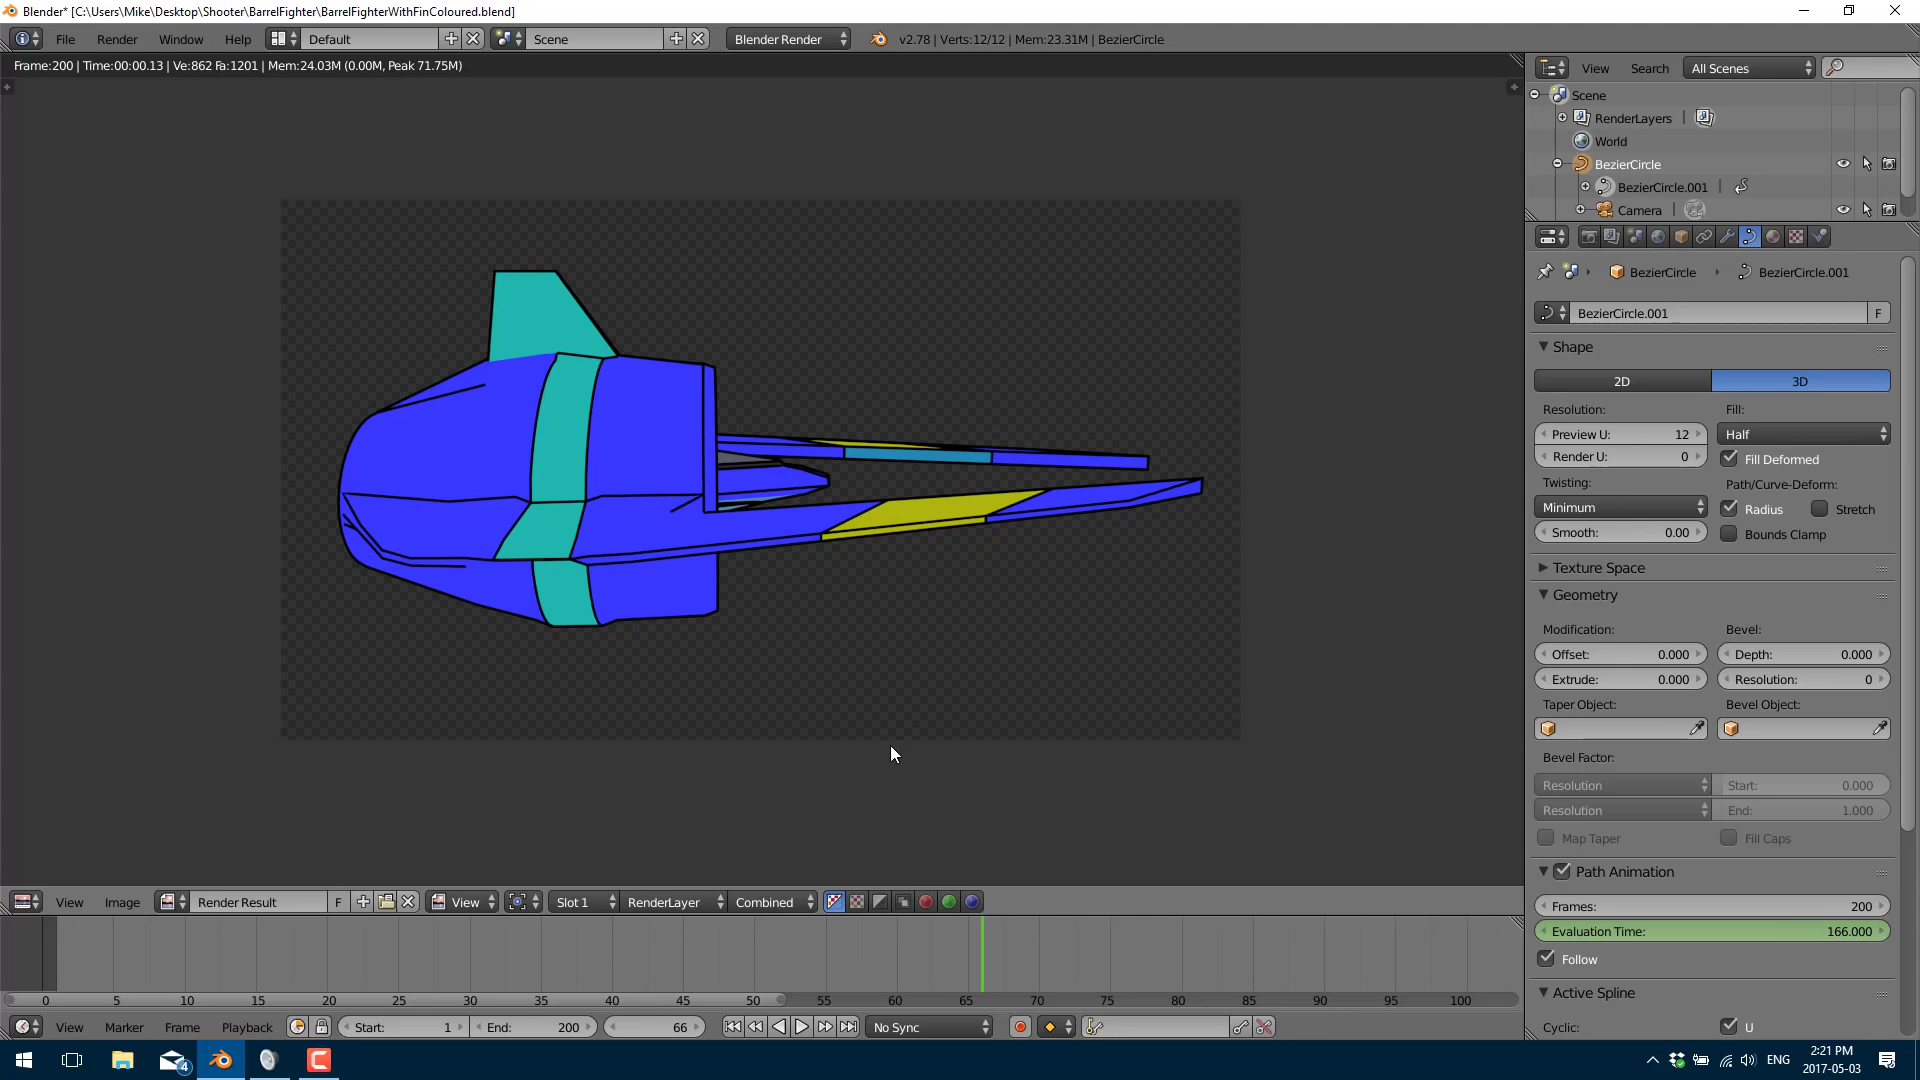 Blender* [C:\Users\Mike\Desktop\Shooter\BarrelFighter\BarrelFighterWithFinColoured.blend]
File Render Window Help Default Scene Blender Render v2.78 | Verts:12/12 | Mem:23.31M | BezierCircle
Frame:200 | Time:00:00.13 | Ve:862 Fa:1201 | Mem:24.03M (0.00M, Peak 71.75M)
View Search All Scenes
Scene
RenderLayers |
World
BezierCircle
BezierCircle.001 |
Camera |
BezierCircle BezierCircle.001
BezierCircle.001 F
Shape
2D 3D
Resolution: Fill:
Preview U: 12 Half
Render U: 0 Fill Deformed
Twisting: Path/Curve-Deform:
Minimum Radius Stretch
Smooth: 0.00 Bounds Clamp
Texture Space
Geometry
Modification: Bevel:
Offset: 0.000 Depth: 0.000
Extrude: 0.000 Resolution: 0
Taper Object: Bevel Object:
Bevel Factor:
Resolution Start: 0.000
Resolution End: 1.000
Map Taper Fill Caps
Path Animation
Frames: 200
Evaluation Time: 166.000
Follow
Active Spline
Cyclic: U
View Image Render Result F View Slot 1 RenderLayer Combined
0 5 10 15 20 25 30 35 40 45 50 55 60 65 70 75 80 85 90 95 100
View Marker Frame Playback Start: 1 End: 200 66 No Sync
4
ENG
2:21 PM
2017-05-03